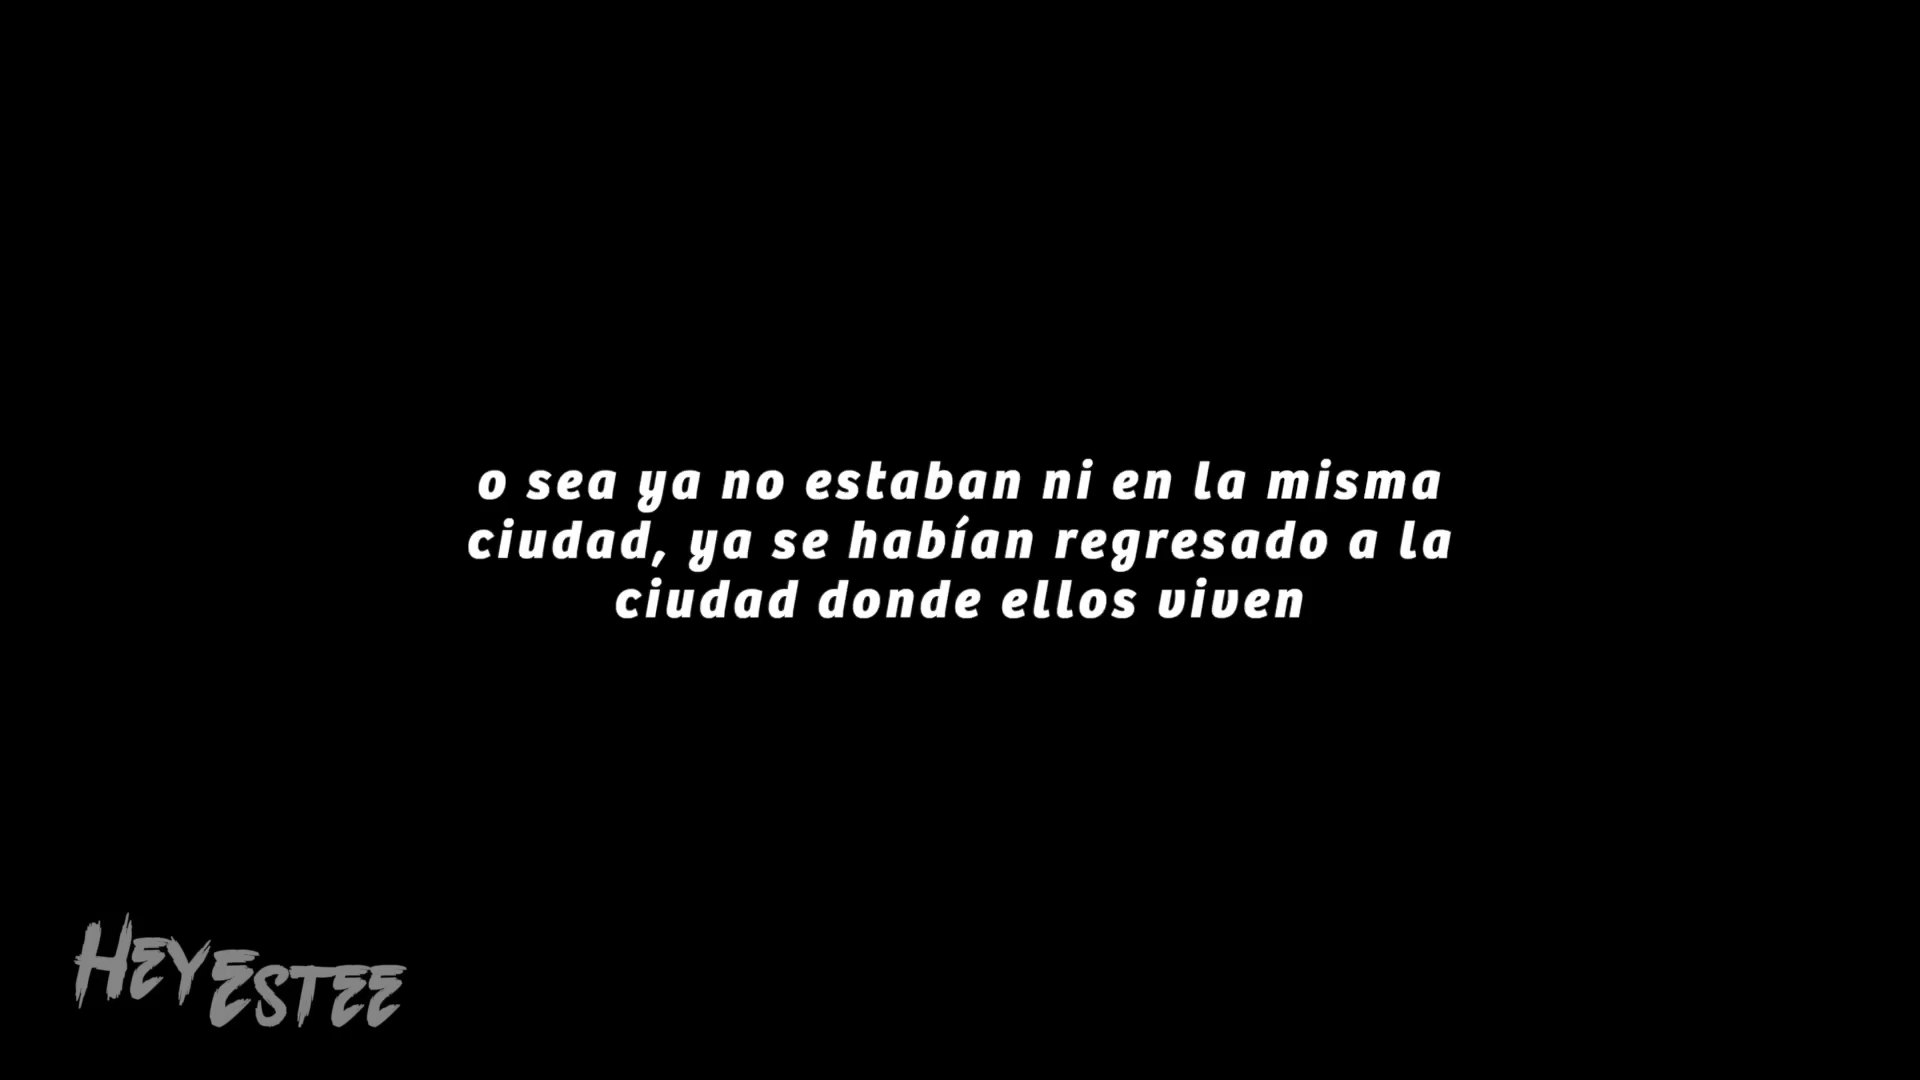 o sea ya no estaban ni en la misma
ciudad, ya se habían regresado a la
ciudad donde ellos viven
HEYESTEE